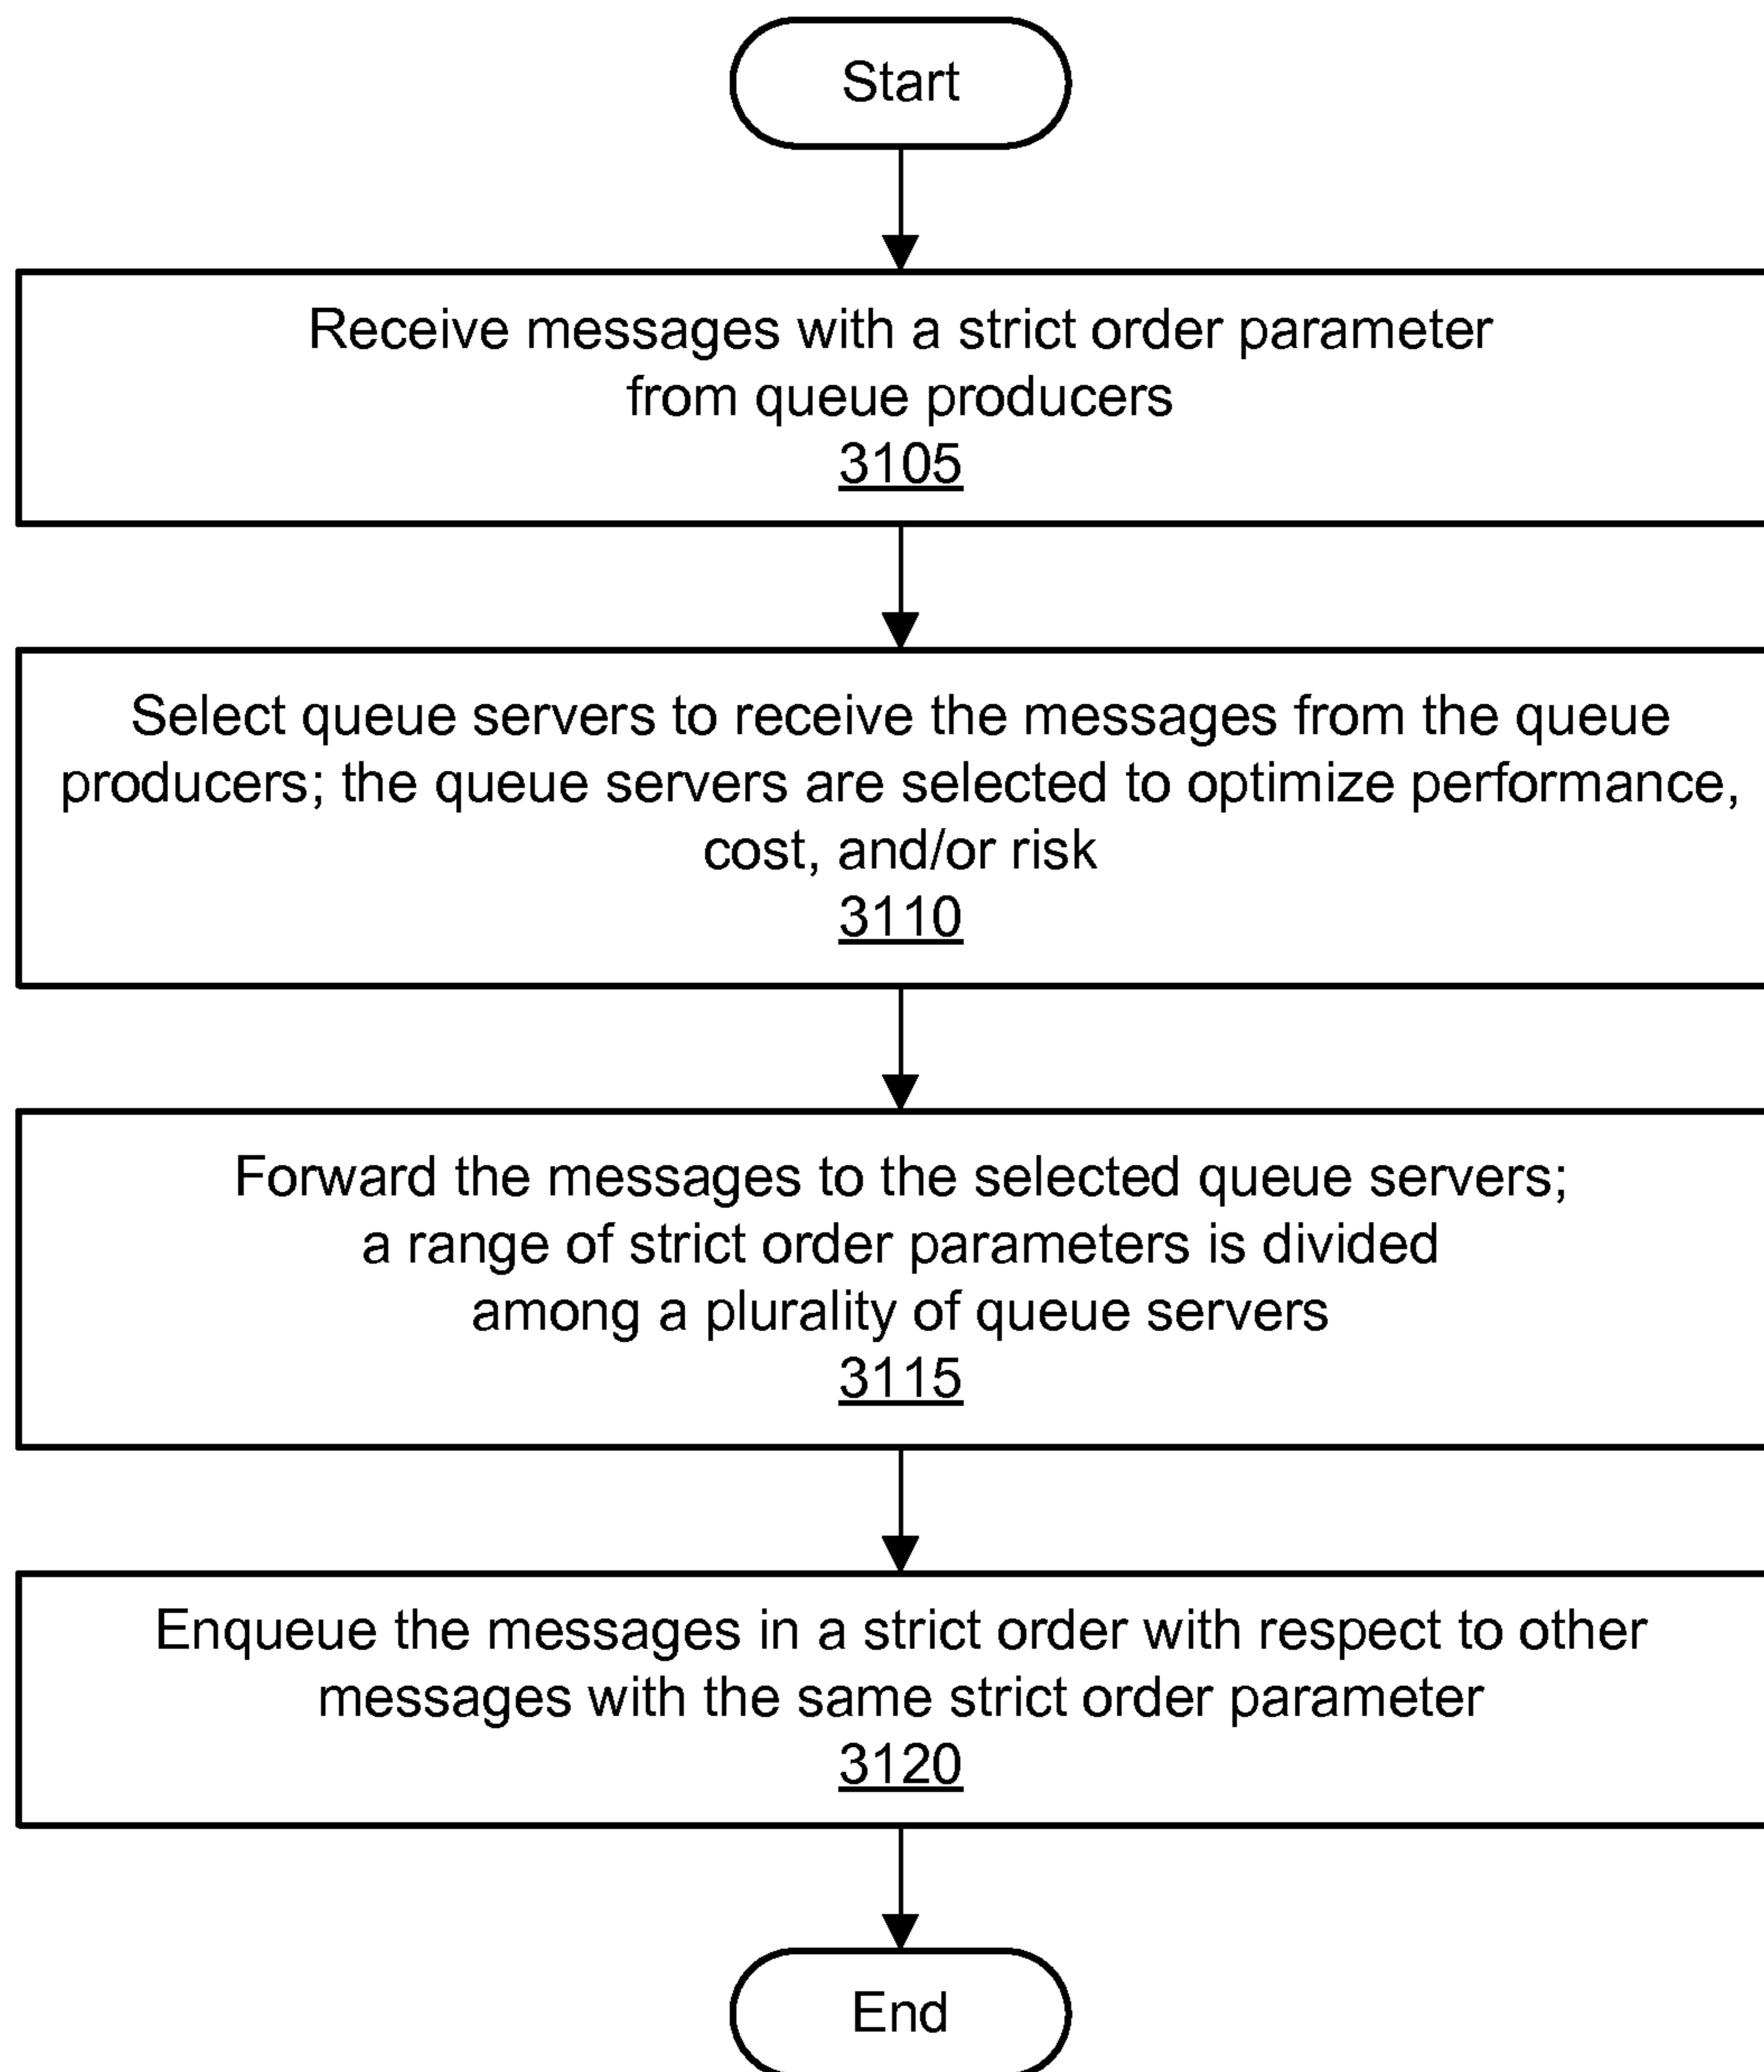 Start
Receive messages with a strict order parameter
from queue producers
3105
Select queue servers to receive the messages from the queue
producers; the queue servers are selected to optimize performance,
cost, and/or risk
3110
Forward the messages to the selected queue servers;
a range of strict order parameters is divided
among a plurality of queue servers
3115
Enqueue the messages in a strict order with respect to other
messages with the same strict order parameter
3120
End